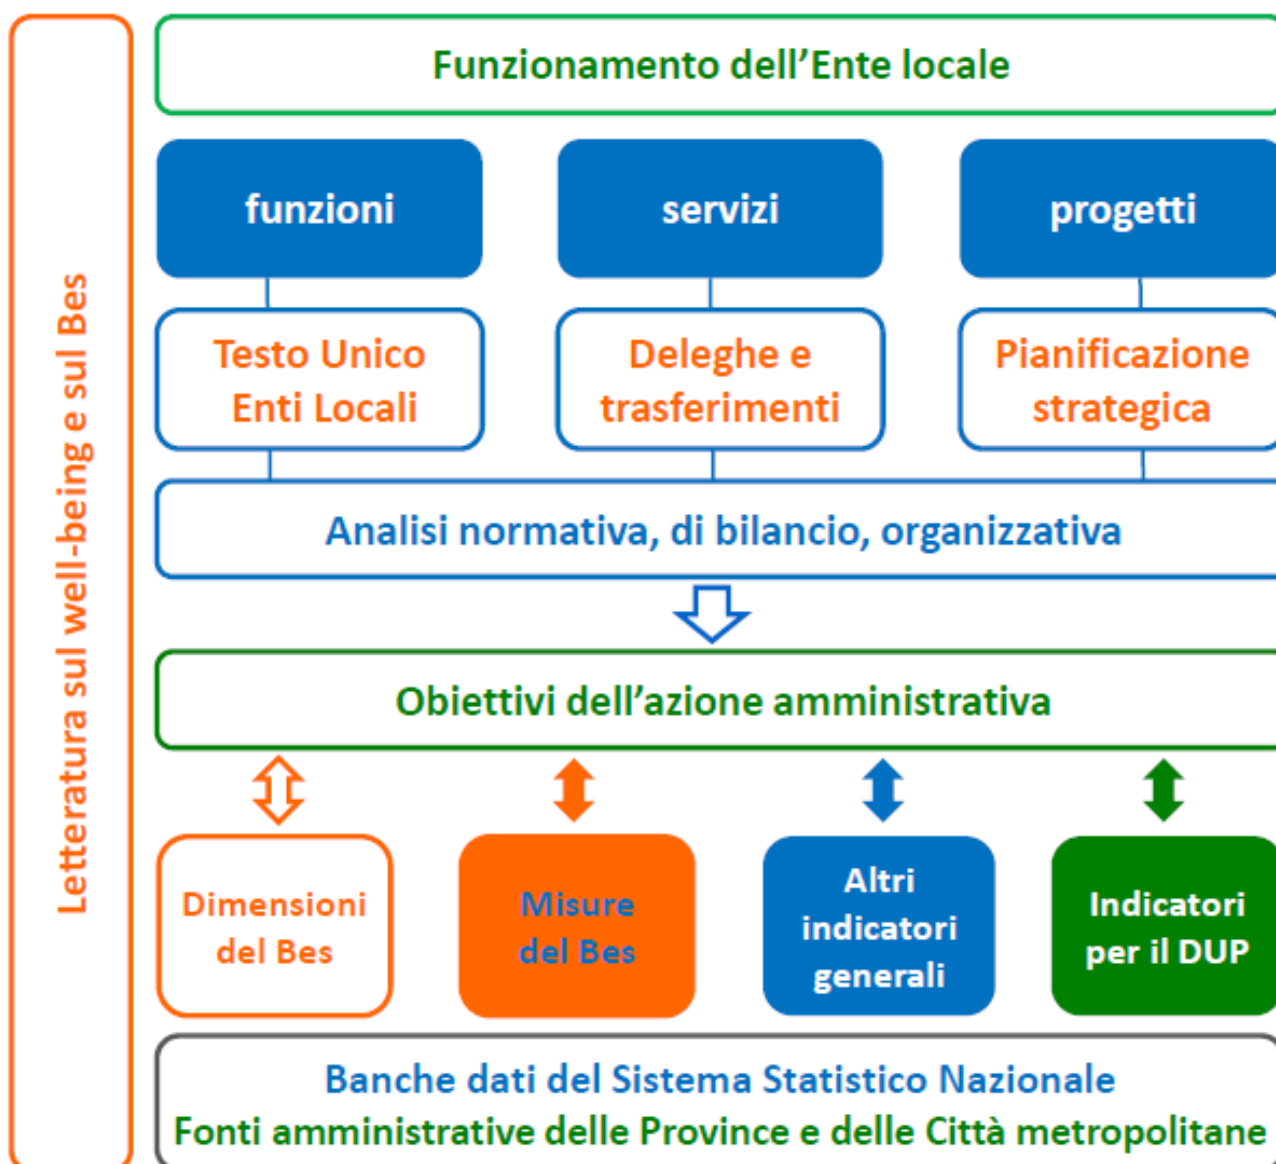 Letteratura sul well-being e sul Bes
Funzionamento dell’Ente locale
funzioni
servizi
progetti
Testo Unico
Enti Locali
Deleghe e
trasferimenti
Pianificazione
strategica
Analisi normativa, di bilancio, organizzativa
Obiettivi dell’azione amministrativa
Dimensioni
del Bes
Misure
del Bes
Altri
indicatori
generali
Indicatori
per il DUP
Banche dati del Sistema Statistico Nazionale
Fonti amministrative delle Province e delle Città metropolitane